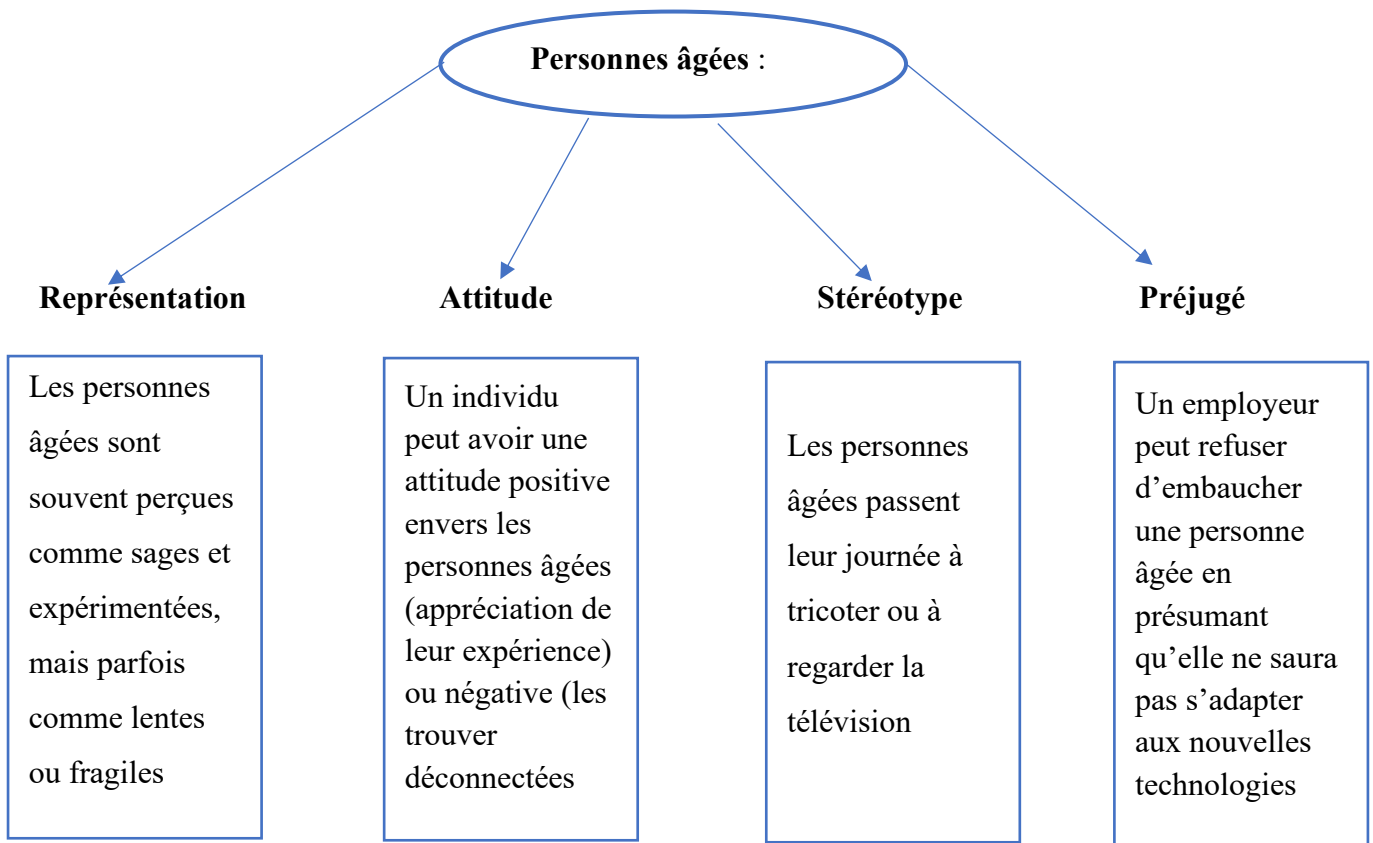 Personnes âgées :
Représentation
Attitude
Stéréotype
Préjugé
Les personnes
âgées sont
souvent perçues
comme sages et
expérimentées,
mais parfois
comme lentes
ou fragiles
Un individu
peut avoir une
attitude positive
envers les
personnes âgées
(appréciation de
leur expérience)
ou négative (les
trouver
déconnectées
Les personnes
âgées passent
leur journée à
tricoter ou à
regarder la
télévision
Un employeur
peut refuser
d’embaucher
une personne
âgée en
présumant
qu’elle ne saura
pas s’adapter
aux nouvelles
technologies